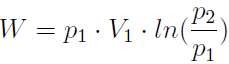 W = p₁ · V₁ · ln(p₂/p₁)